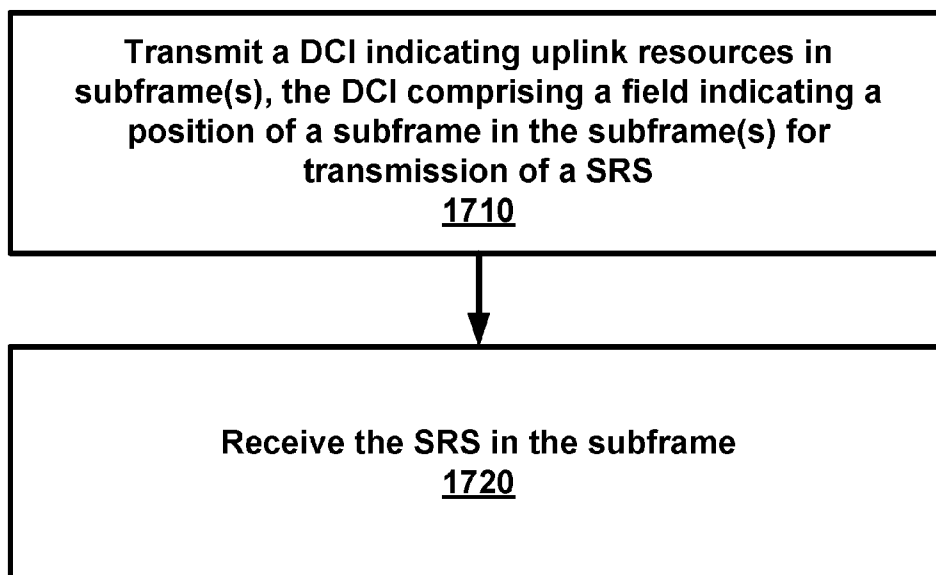 Transmit a DCI indicating uplink resources in
subframe(s), the DCI comprising a field indicating a
position of a subframe in the subframe(s) for
transmission of a SRS
1710
Receive the SRS in the subframe
1720